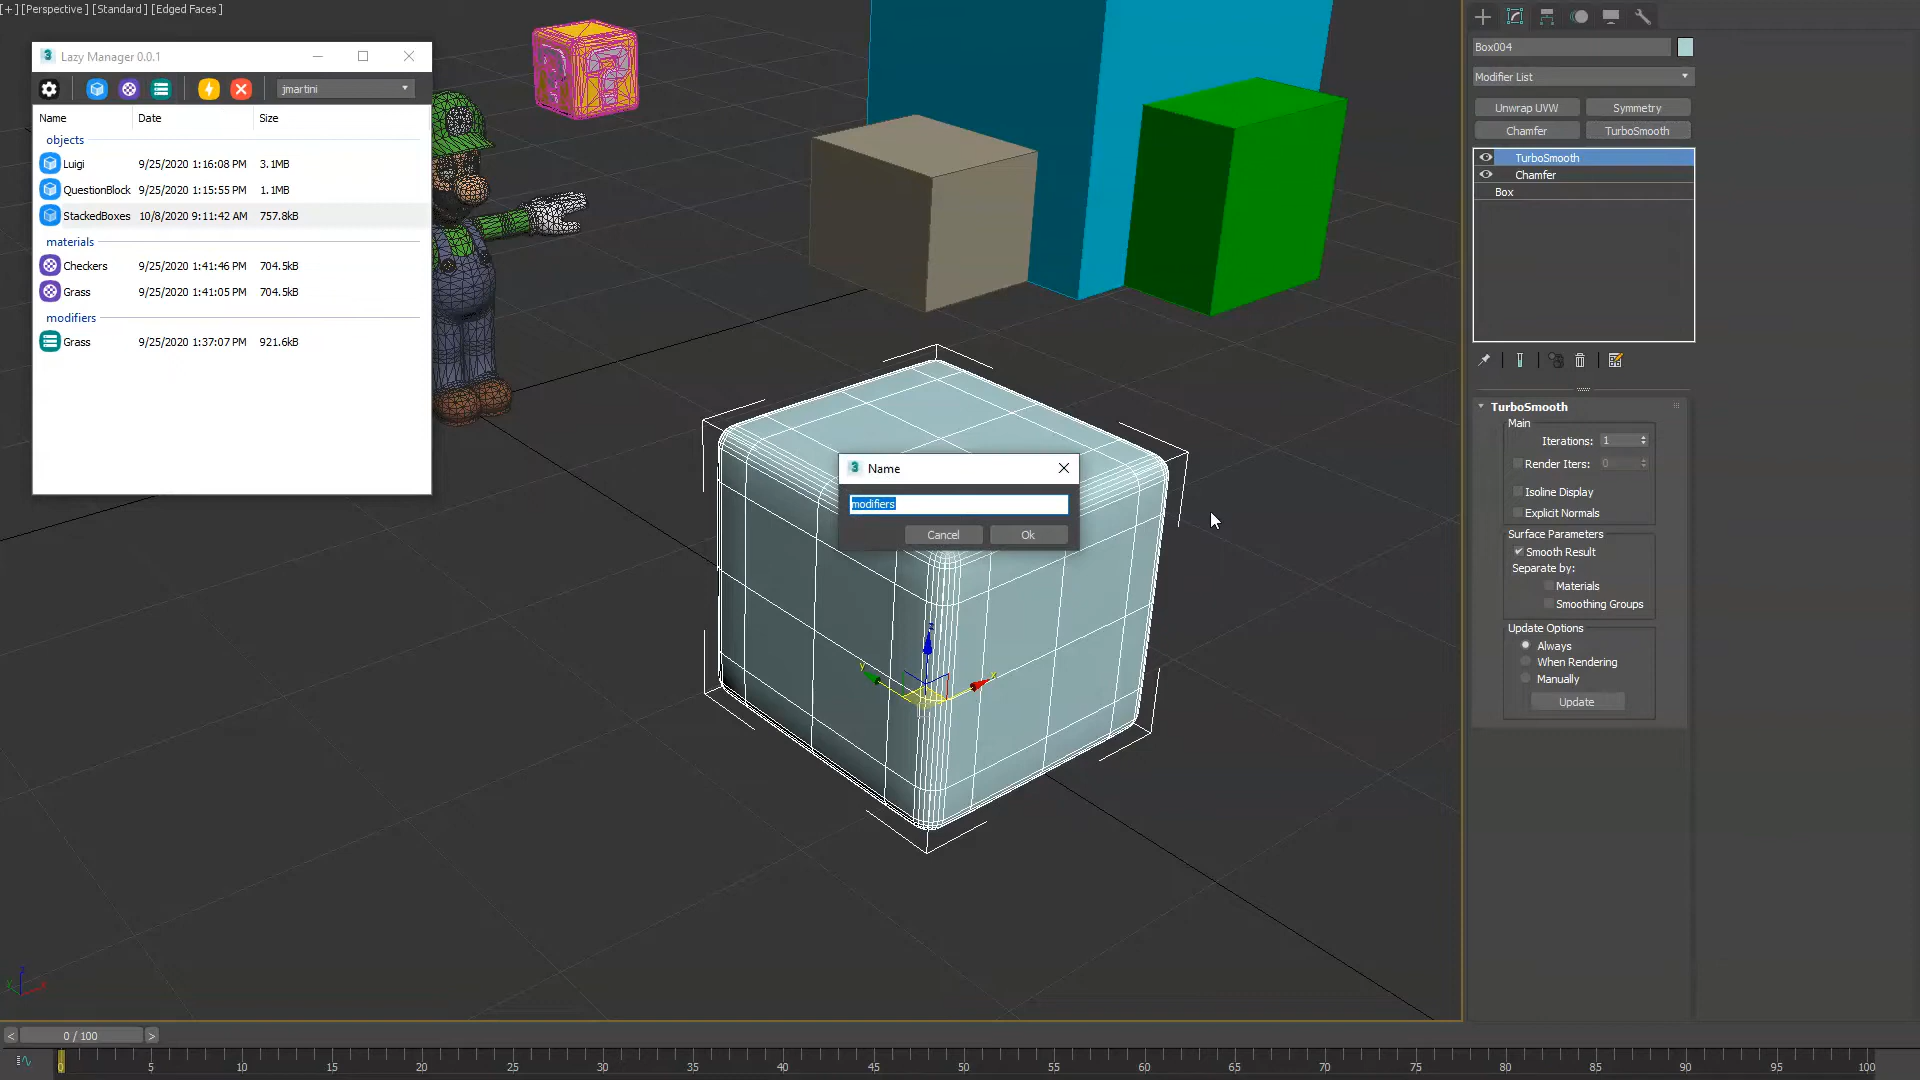 [+] [Perspective] [Standard] [Edged Faces]
Lazy Manager 0.0.1
jmartini
Name Date Size
objects
Luigi 9/25/2020 1:16:08 PM 3.1MB
QuestionBlock 9/25/2020 1:15:55 PM 1.1MB
StackedBoxes 10/8/2020 9:11:42 AM 757.8kB
materials
Checkers 9/25/2020 1:41:46 PM 704.5kB
Grass 9/25/2020 1:41:05 PM 704.5kB
modifiers
Grass 9/25/2020 1:37:07 PM 921.6kB
Name
modifiers
Cancel Ok
z
y
x
Box004
Modifier List
Unwrap UVW Symmetry
Chamfer TurboSmooth
TurboSmooth
Chamfer
Box
TurboSmooth
Main
Iterations: 1
Render Iters: 0
Isoline Display
Explicit Normals
Surface Parameters
Smooth Result
Separate by:
Materials
Smoothing Groups
Update Options
Always
When Rendering
Manually
Update
< 0 / 100 >
0 5 10 15 20 25 30 35 40 45 50 55 60 65 70 75 80 85 90 95 100